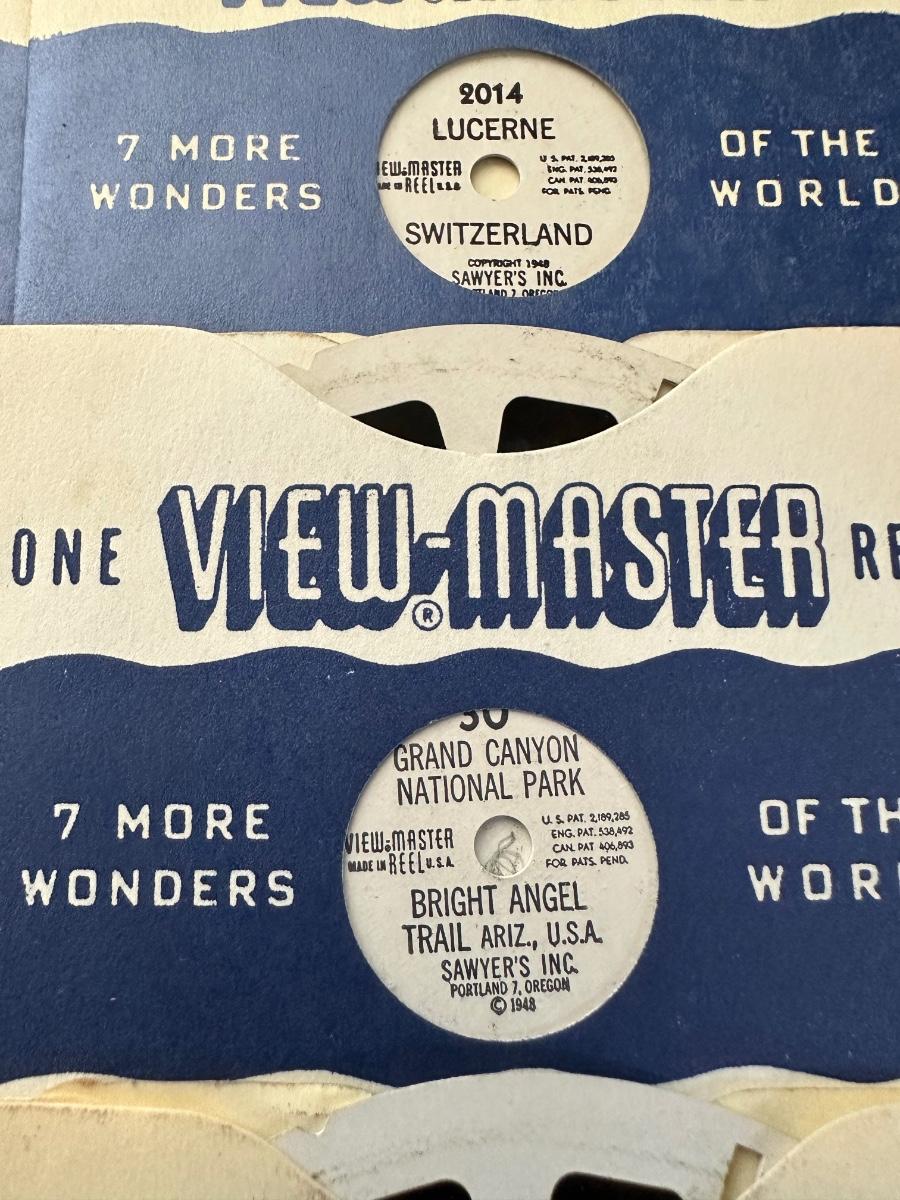 7 MORE
WONDERS
2014
LUCERNE
VIEW-MASTER
REEL U.S.A.
U.S. PAT. 2,189,285
ENG. PAT. 538,492
CAN. PAT 406,893
FOR PATS. PEND.
SWITZERLAND
COPYRIGHT 1948
SAWYER'S INC.
OF THE
WORLD
ONE VIEW-MASTER® RE
7 MORE
WONDERS
30
GRAND CANYON
NATIONAL PARK
VIEW-MASTER
MADE IN REEL U.S.A.
U.S. PAT. 2,189,285
ENG. PAT. 538,492
CAN. PAT 406,893
FOR PATS. PEND.
BRIGHT ANGEL
TRAIL ARIZ., U.S.A.
SAWYER'S INC.
PORTLAND 7, OREGON
© 1948
OF TH
WOR